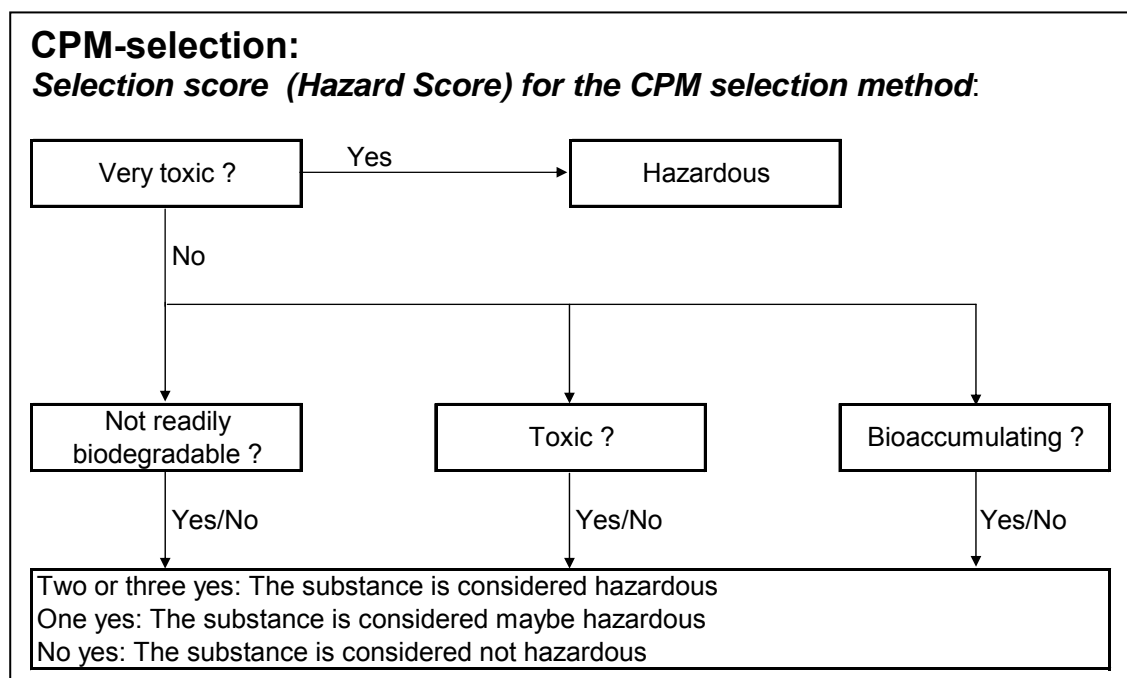 CPM-selection:
Selection score (Hazard Score) for the CPM selection method:
Very toxic ?
Yes
Hazardous
No
Not readily
biodegradable ?
Toxic ?
Bioaccumulating ?
Yes/No
Yes/No
Yes/No
Two or three yes: The substance is considered hazardous
One yes: The substance is considered maybe hazardous
No yes: The substance is considered not hazardous